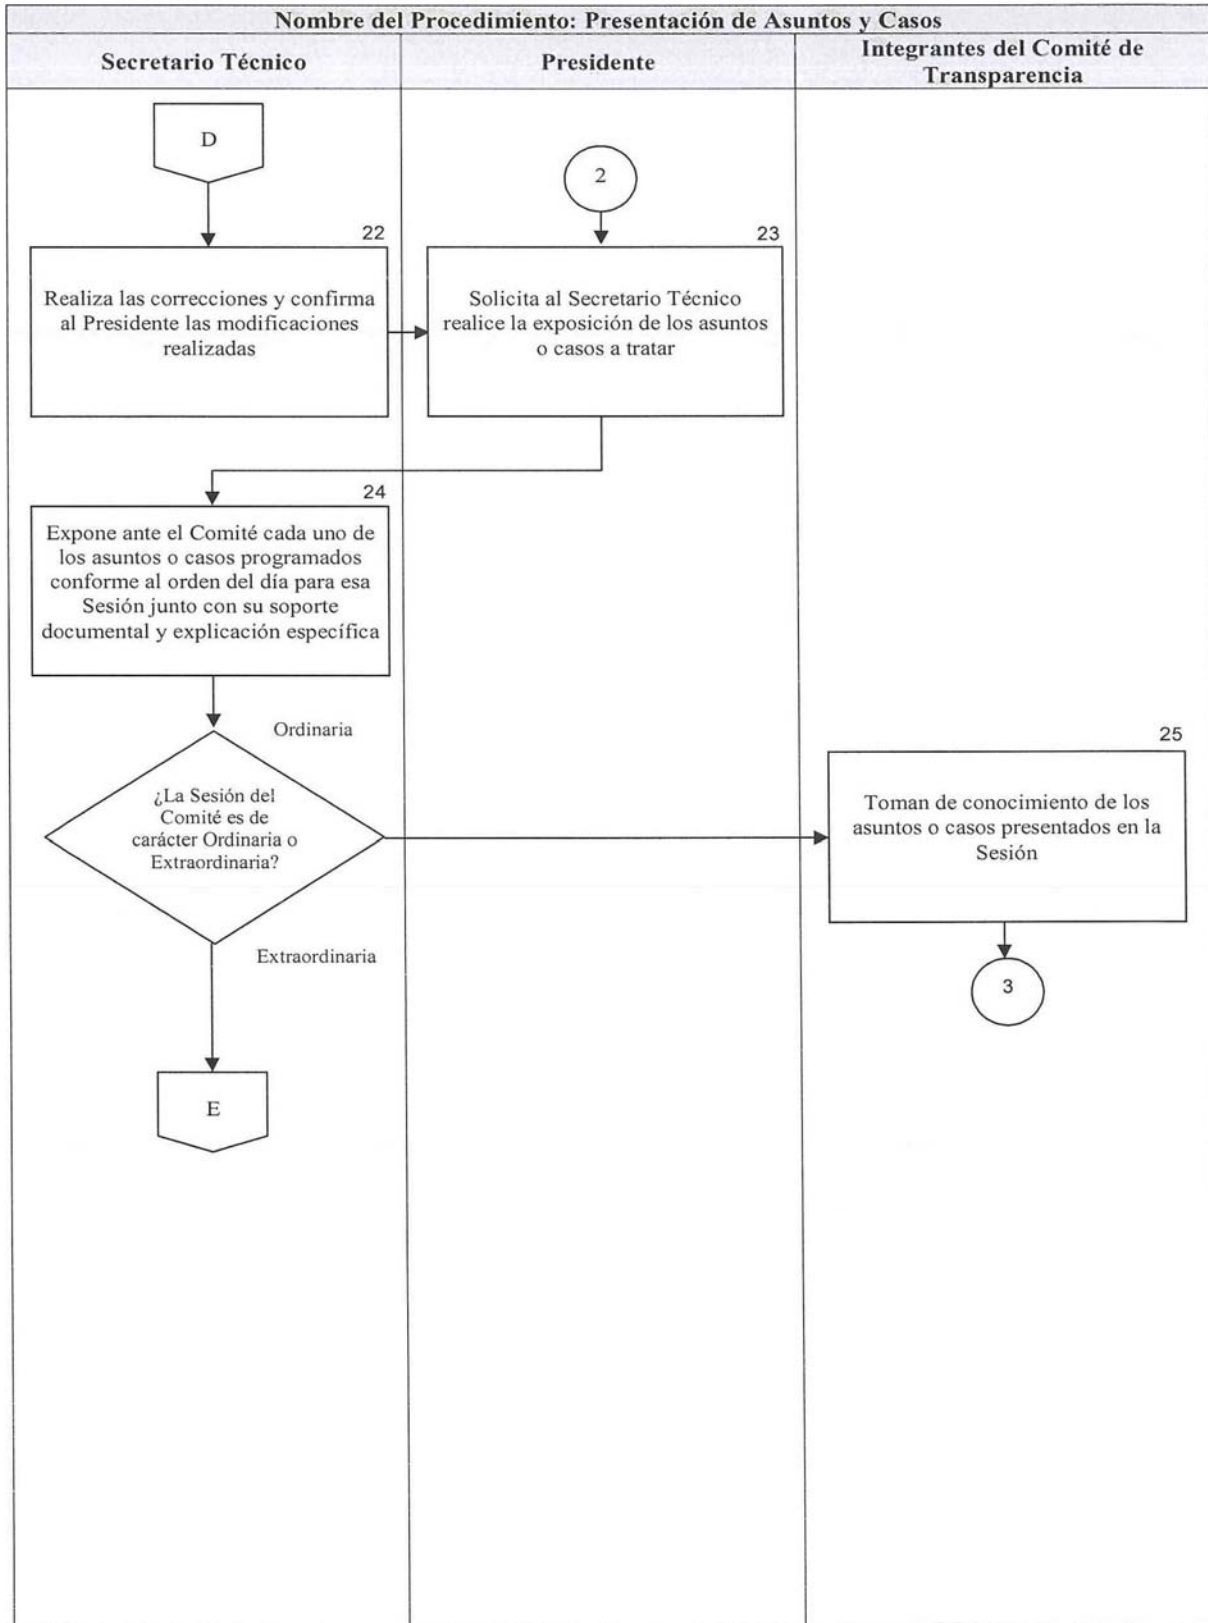 Nombre del Procedimiento: Presentación de Asuntos y Casos
Secretario Técnico
Presidente
Integrantes del Comité de
Transparencia
D
2
22
Realiza las correcciones y confirma
al Presidente las modificaciones
realizadas
23
Solicita al Secretario Técnico
realice la exposición de los asuntos
o casos a tratar
24
Expone ante el Comité cada uno de
los asuntos o casos programados
conforme al orden del día para esa
Sesión junto con su soporte
documental y explicación específica
Ordinaria
¿La Sesión del
Comité es de
carácter Ordinaria o
Extraordinaria?
Extraordinaria
25
Toman de conocimiento de los
asuntos o casos presentados en la
Sesión
3
E